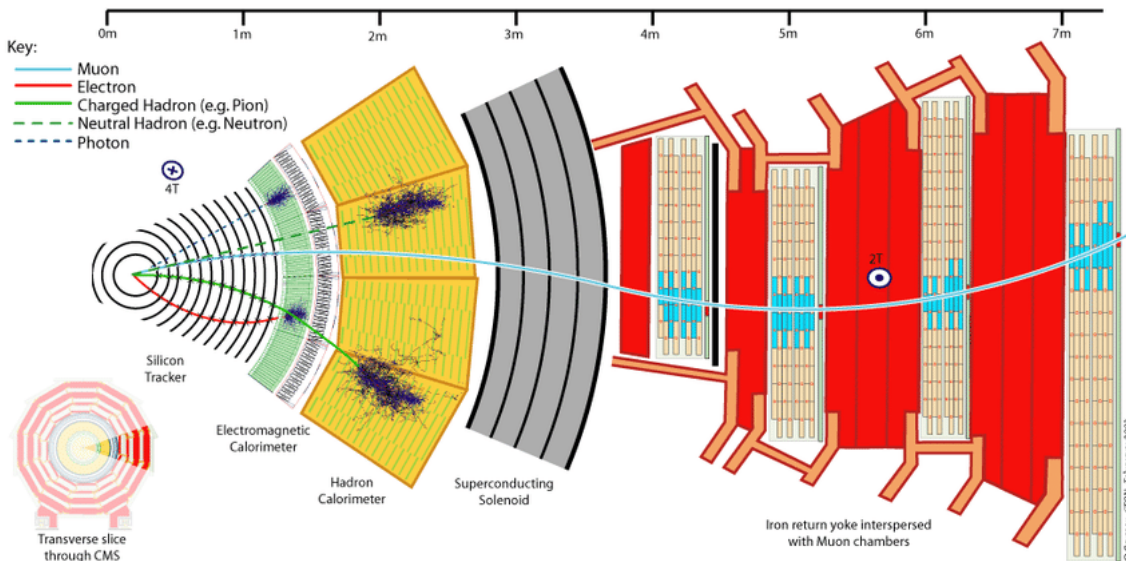 0m 1m 2m 3m 4m 5m 6m 7m
Key:
Muon
Electron
Charged Hadron (e.g. Pion)
Neutral Hadron (e.g. Neutron)
Photon
4T
2T
Silicon
Tracker
Electromagnetic
Calorimeter
Hadron
Calorimeter
Superconducting
Solenoid
Iron return yoke interspersed
with Muon chambers
Transverse slice
through CMS